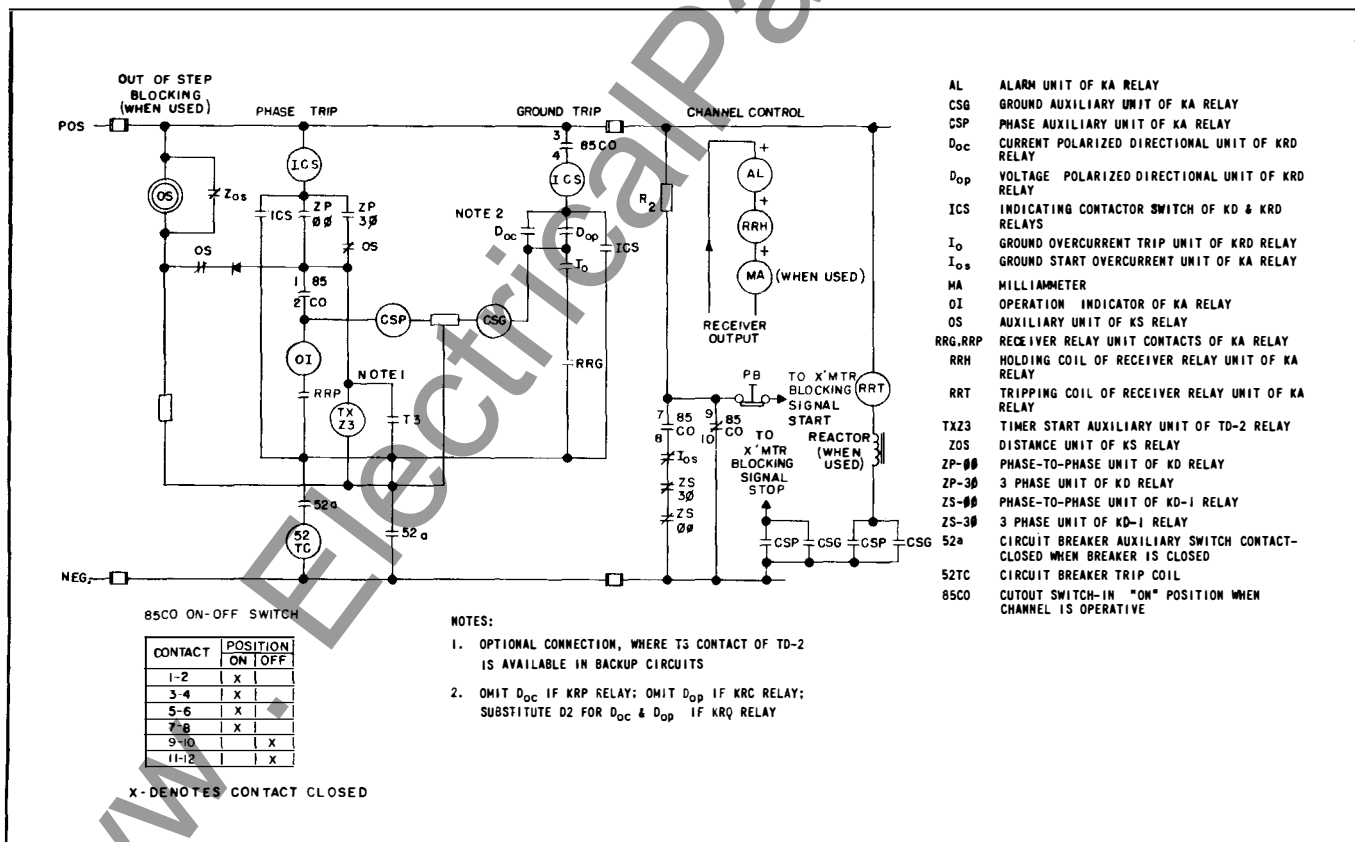 OUT OF STEP
BLOCKING
(WHEN USED)
PHASE TRIP
GROUND TRIP
CHANNEL CONTROL
POS
3
4
85CO
ICS
ICS
OS
ZOS
ICS
ZP
ØØ
ZP
3Ø
OS
OS
1
2
85
CO
NOTE 2
Doc
Dop
ICS
Io
CSP
CSG
OI
RRP
NOTE 1
TX
Z3
T3
RRG
52a
52
TC
52a
NEG.
R2
+
AL
+
RRH
+
MA
(WHEN USED)
RECEIVER
OUTPUT
PB
TO X'MTR
BLOCKING
SIGNAL
START
7
8
85
CO
9
10
85
CO
Ios
ZS
3Ø
ZS
ØØ
TO
X'MTR
BLOCKING
SIGNAL
STOP
RRT
REACTOR
(WHEN
USED)
CSP
CSG
CSP
CSG
AL ALARM UNIT OF KA RELAY
CSG GROUND AUXILIARY UNIT OF KA RELAY
CSP PHASE AUXILIARY UNIT OF KA RELAY
Doc CURRENT POLARIZED DIRECTIONAL UNIT OF KRD
RELAY
Dop VOLTAGE POLARIZED DIRECTIONAL UNIT OF KRD
RELAY
ICS INDICATING CONTACTOR SWITCH OF KD & KRD
RELAYS
Io GROUND OVERCURRENT TRIP UNIT OF KRD RELAY
Ios GROUND START OVERCURRENT UNIT OF KA RELAY
MA MILLIAMMETER
OI OPERATION INDICATOR OF KA RELAY
OS AUXILIARY UNIT OF KS RELAY
RRG,RRP RECEIVER RELAY UNIT CONTACTS OF KA RELAY
RRH HOLDING COIL OF RECEIVER RELAY UNIT OF KA
RELAY
RRT TRIPPING COIL OF RECEIVER RELAY UNIT OF KA
RELAY
TXZ3 TIMER START AUXILIARY UNIT OF TD-2 RELAY
ZOS DISTANCE UNIT OF KS RELAY
ZP-ØØ PHASE-TO-PHASE UNIT OF KD RELAY
ZP-3Ø 3 PHASE UNIT OF KD RELAY
ZS-ØØ PHASE-TO-PHASE UNIT OF KD-1 RELAY
ZS-3Ø 3 PHASE UNIT OF KD-1 RELAY
52a CIRCUIT BREAKER AUXILIARY SWITCH CONTACT-
CLOSED WHEN BREAKER IS CLOSED
52TC CIRCUIT BREAKER TRIP COIL
85CO CUTOUT SWITCH-IN "ON" POSITION WHEN
CHANNEL IS OPERATIVE
85CO ON-OFF SWITCH
CONTACT POSITION
ON OFF
1-2 X
3-4 X
5-6 X
7-8 X
9-10 X
11-12 X
X-DENOTES CONTACT CLOSED
NOTES:
1. OPTIONAL CONNECTION, WHERE T3 CONTACT OF TD-2
IS AVAILABLE IN BACKUP CIRCUITS
2. OMIT Doc IF KRP RELAY; OMIT Dop IF KRC RELAY;
SUBSTITUTE D2 FOR Doc & Dop IF KRQ RELAY